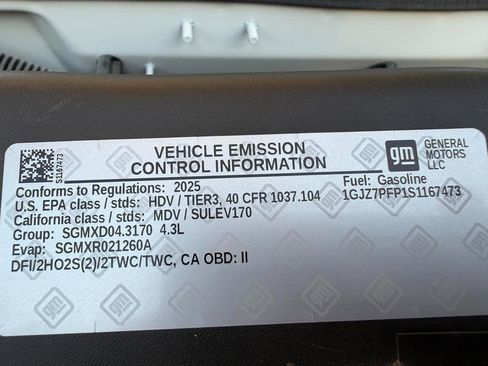 S1167473
VEHICLE EMISSION
CONTROL INFORMATION
gm
GENERAL
MOTORS
LLC
Conforms to Regulations: 2025
Fuel: Gasoline
U.S. EPA class / stds: HDV / TIER3, 40 CFR 1037.104
1GJZ7PFP1S1167473
California class / stds: MDV / SULEV170
Group: SGMXD04.3170 4.3L
Evap: SGMXR021260A
DFI/2HO2S(2)/2TWC/TWC, CA OBD: II